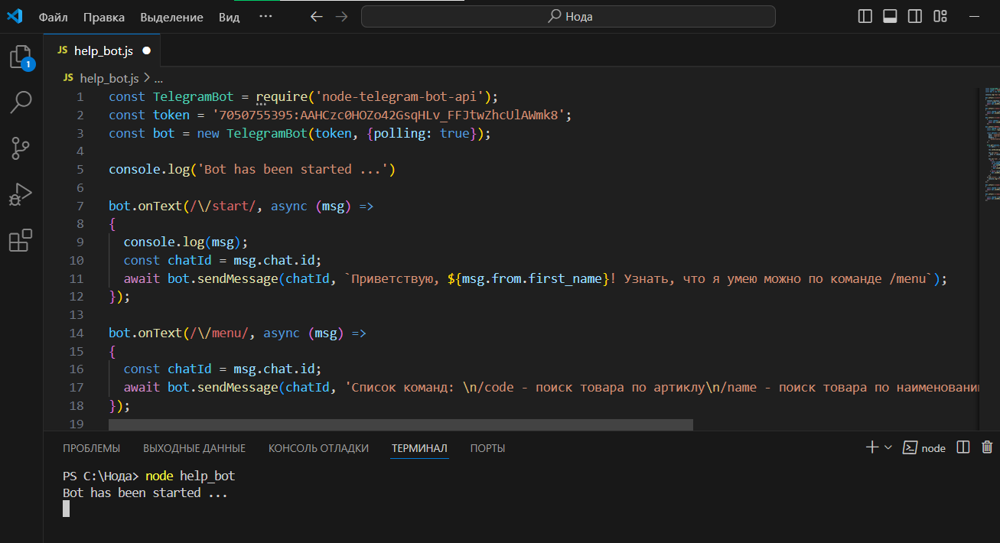 Файл Правка Выделение Вид ... Нода
1
JS help_bot.js
JS help_bot.js > ...
1 const TelegramBot = require('node-telegram-bot-api');
2 const token = '7050755395:AAHCzc0HOZo42GsqHLv_FFJtwZhcUlAWmk8';
3 const bot = new TelegramBot(token, {polling: true});
4
5 console.log('Bot has been started ...')
6
7 bot.onText(/\/start/, async (msg) =>
8 {
9 console.log(msg);
10 const chatId = msg.chat.id;
11 await bot.sendMessage(chatId, `Приветствую, ${msg.from.first_name}! Узнать, что я умею можно по команде /menu`);
12 });
13
14 bot.onText(/\/menu/, async (msg) =>
15 {
16 const chatId = msg.chat.id;
17 await bot.sendMessage(chatId, 'Список команд: \n/code - поиск товара по артиклу\n/name - поиск товара по наименовани
18 });
19
ПРОБЛЕМЫ ВЫХОДНЫЕ ДАННЫЕ КОНСОЛЬ ОТЛАДКИ ТЕРМИНАЛ ПОРТЫ node
PS C:\Нода> node help_bot
Bot has been started ...